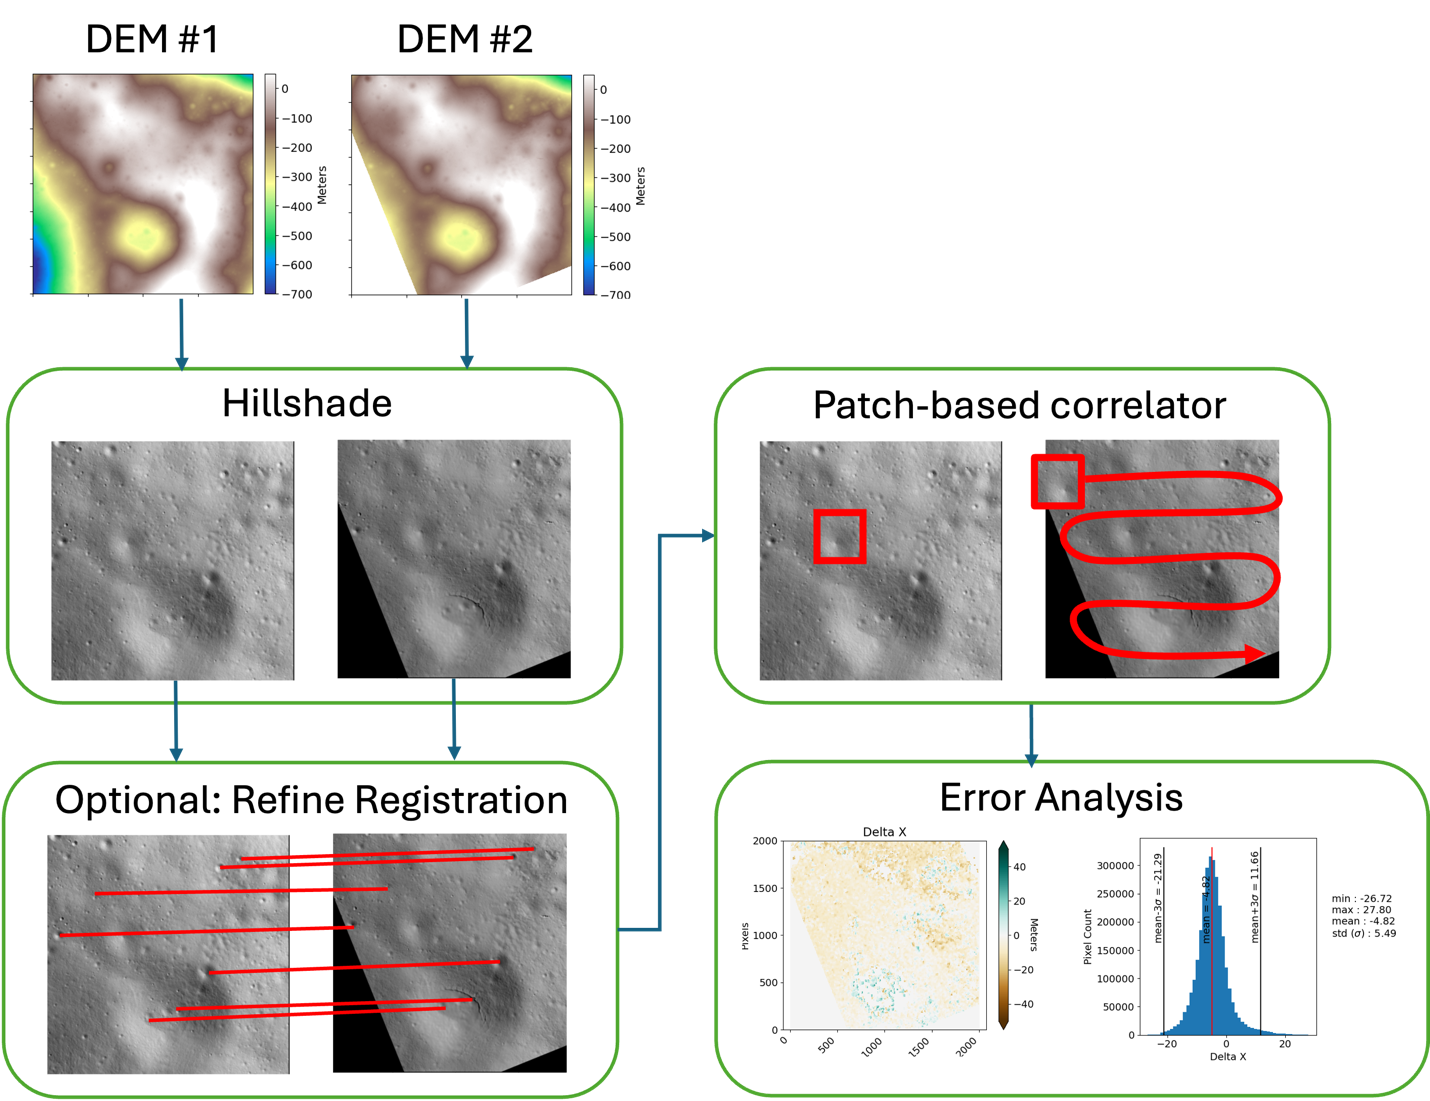 DEM #1
DEM #2
0
−100
−200
−300
−400
−500
−600
−700
Meters
0
−100
−200
−300
−400
−500
−600
−700
Meters
Hillshade
Patch-based correlator
Optional: Refine Registration
Error Analysis
Delta X
2000
1500
1000
500
0
Pixels
0
500
1000
1500
2000
40
20
0
−20
−40
Meters
300000
250000
200000
150000
100000
50000
0
Pixel Count
mean-3σ = -21.29
mean = -4.82
mean+3σ = 11.66
−20
0
20
Delta X
min : -26.72
max : 27.80
mean : -4.82
std (σ) : 5.49